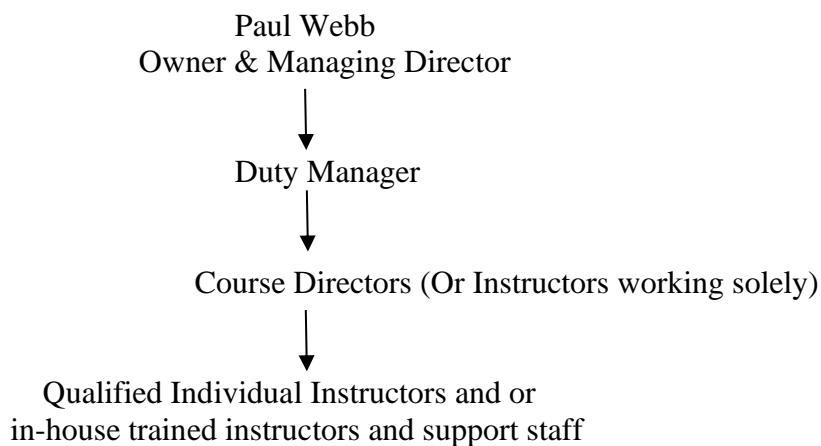 Paul Webb
Owner & Managing Director
Duty Manager
Course Directors (Or Instructors working solely)
Qualified Individual Instructors and or
in-house trained instructors and support staff